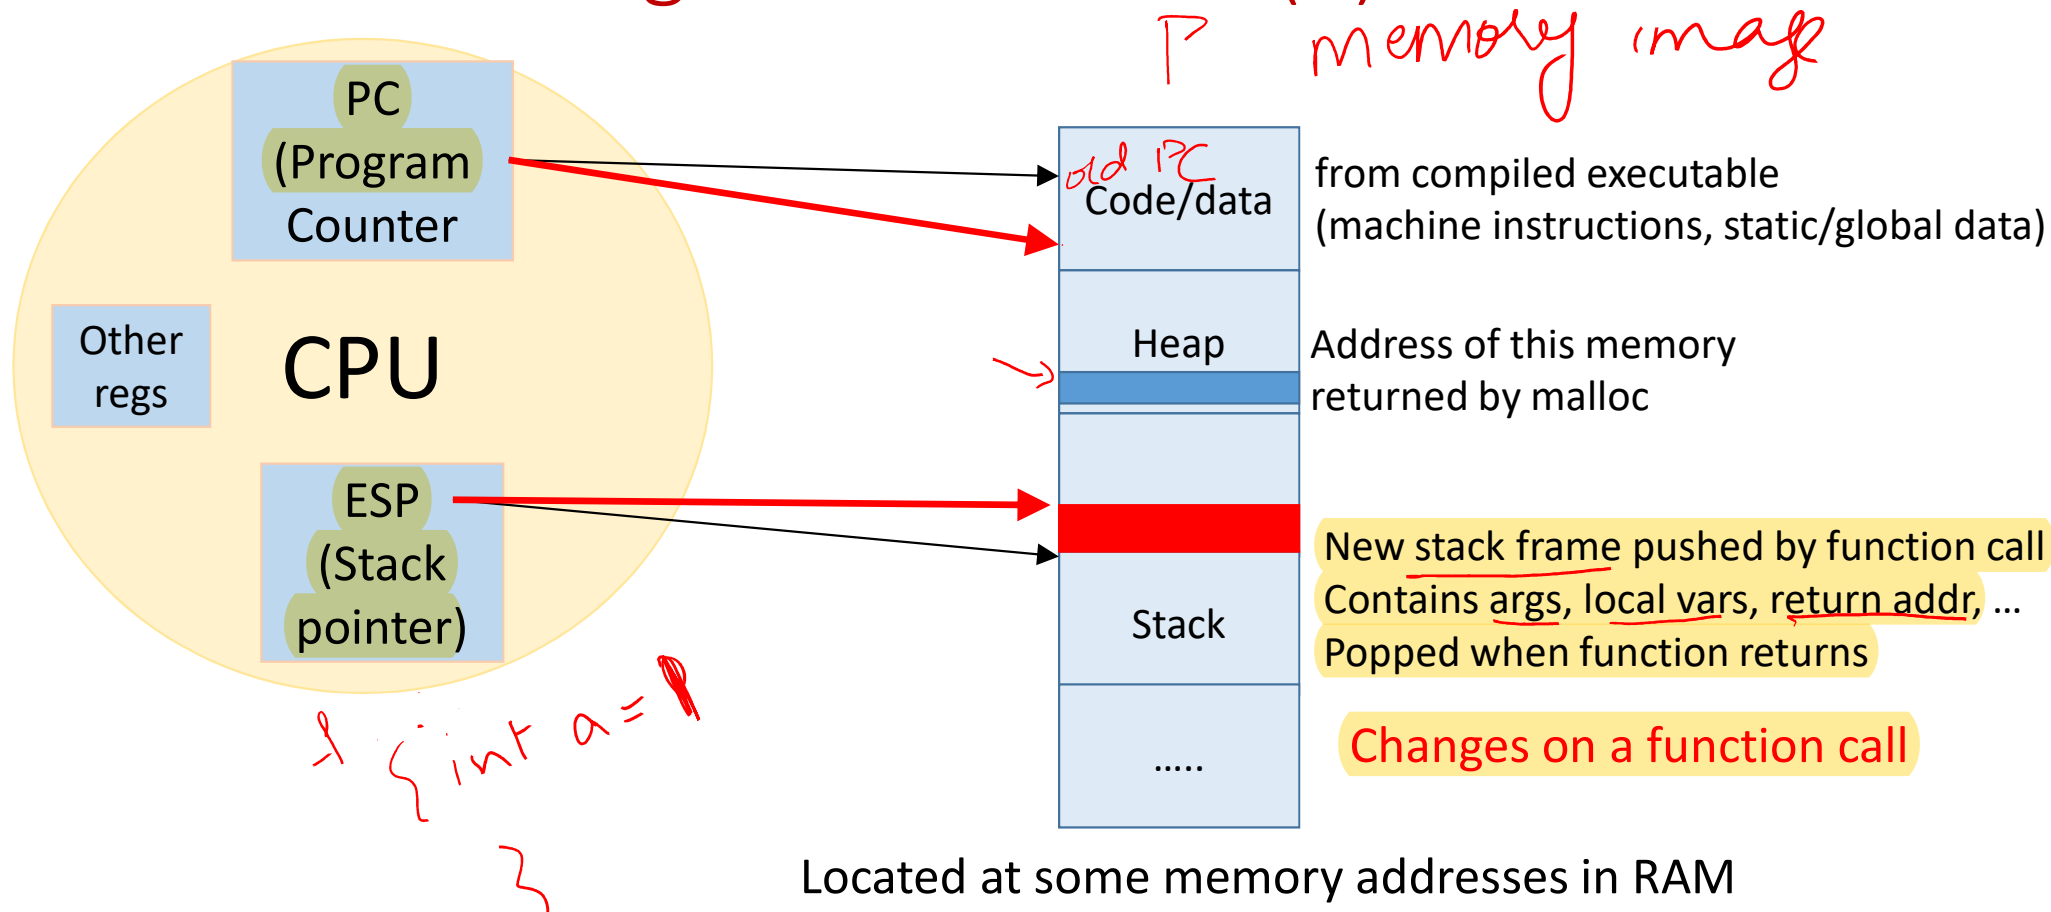 P memory image
PC
(Program
Counter
Other
regs
CPU
ESP
(Stack
pointer)
{int a =
}
old PC
Code/data
from compiled executable
(machine instructions, static/global data)
Heap
Address of this memory
returned by malloc
New stack frame pushed by function call
Contains args, local vars, return addr, ...
Popped when function returns
Stack
Changes on a function call
.....
Located at some memory addresses in RAM